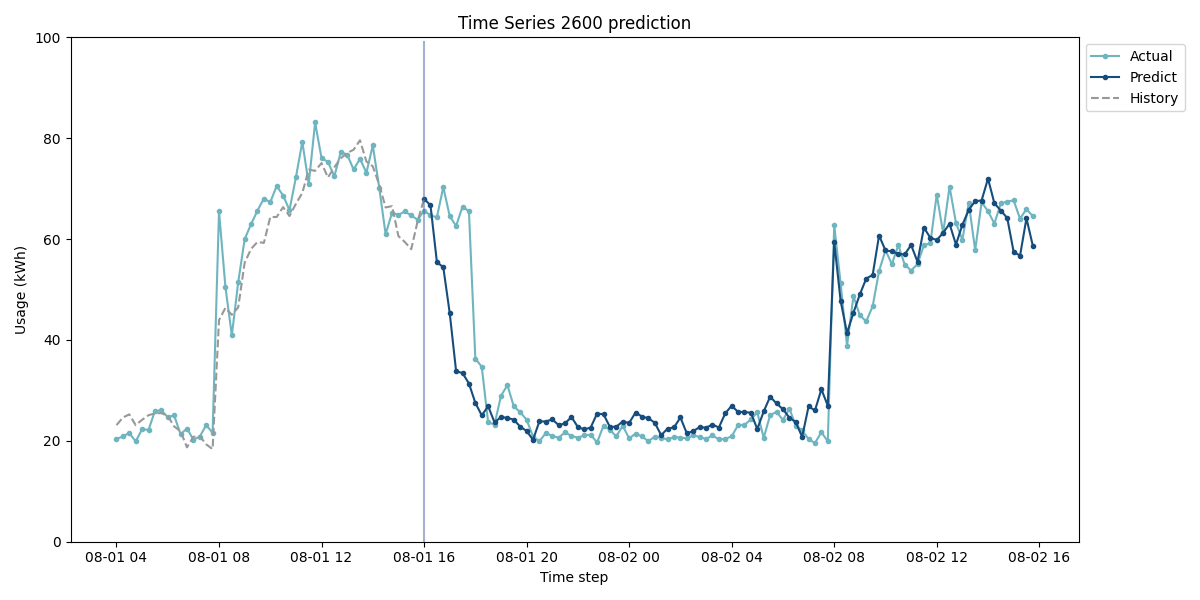 Time Series 2600 prediction
100
80
60
40
20
0
Usage (kWh)
08-01 04
08-01 08
08-01 12
08-01 16
08-01 20
08-02 00
08-02 04
08-02 08
08-02 12
08-02 16
Time step
Actual
Predict
History